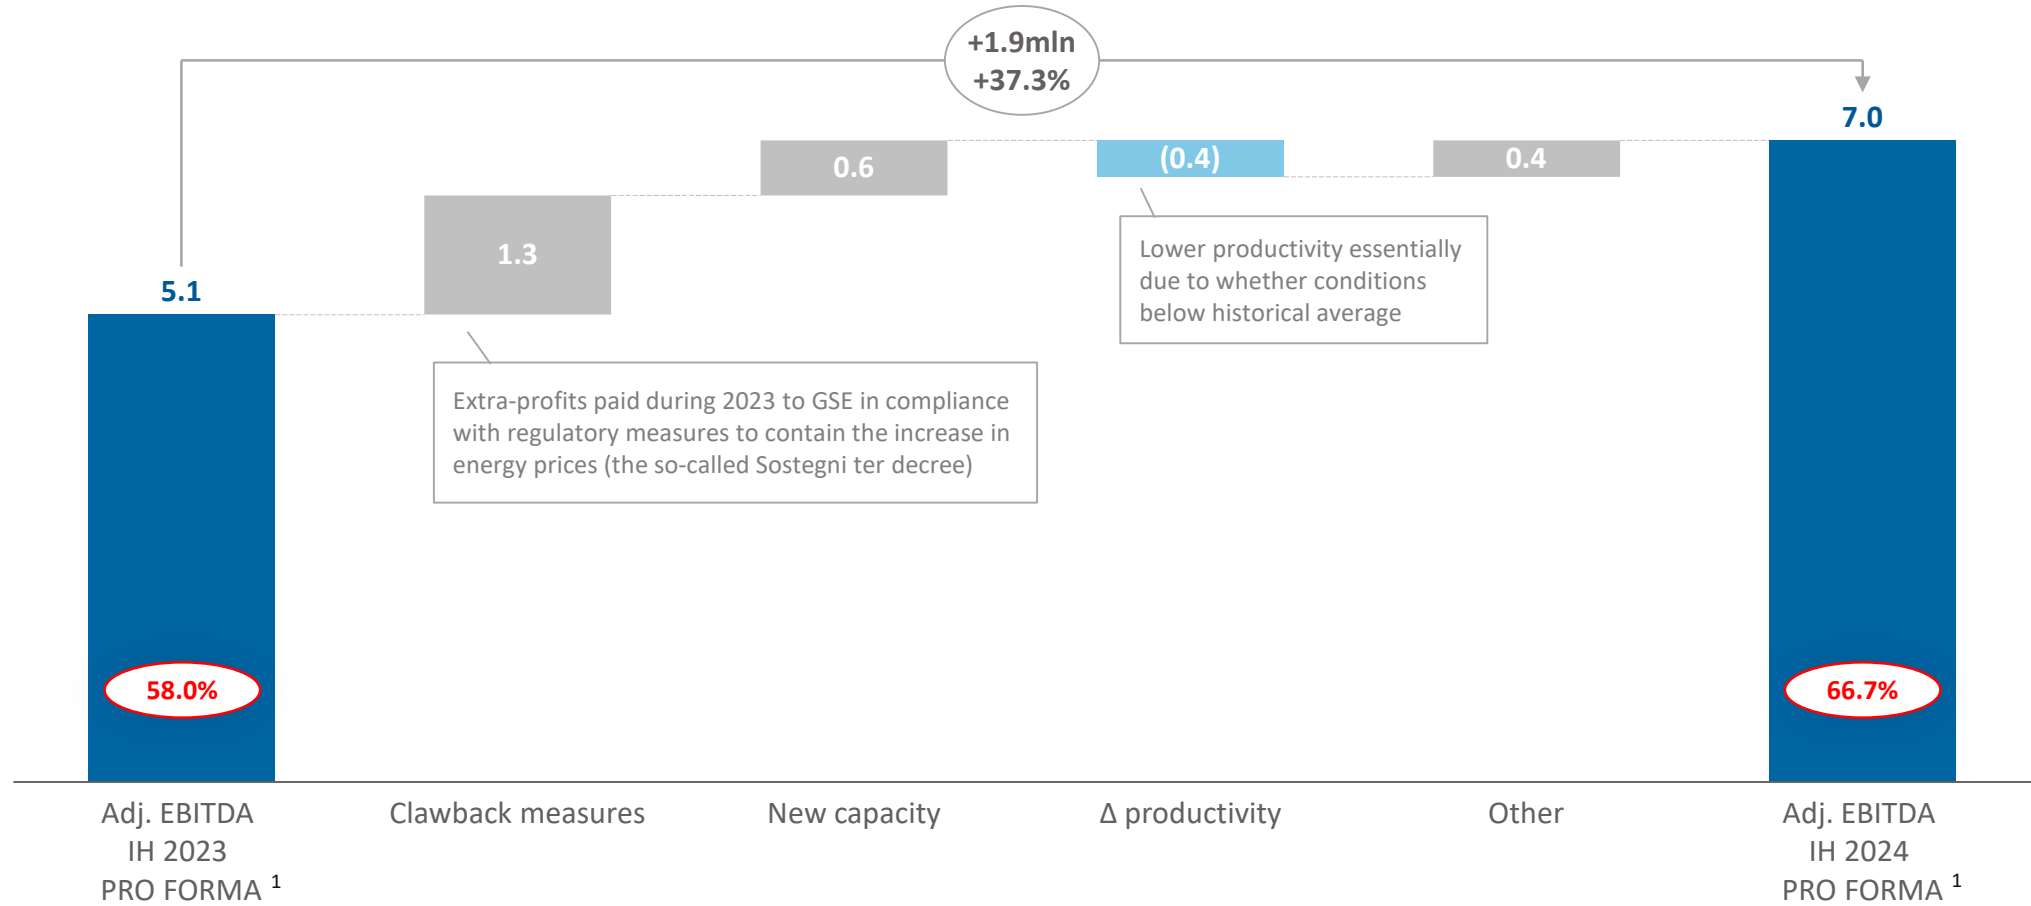 +1.9mln
+37.3%
7.0
0.6
(0.4)
0.4
1.3
Lower productivity essentially
due to whether conditions
below historical average
5.1
Extra-profits paid during 2023 to GSE in compliance
with regulatory measures to contain the increase in
energy prices (the so-called Sostegni ter decree)
58.0%
66.7%
Adj. EBITDA
IH 2023
PRO FORMA 1
Clawback measures
New capacity
Δ productivity
Other
Adj. EBITDA
IH 2024
PRO FORMA 1